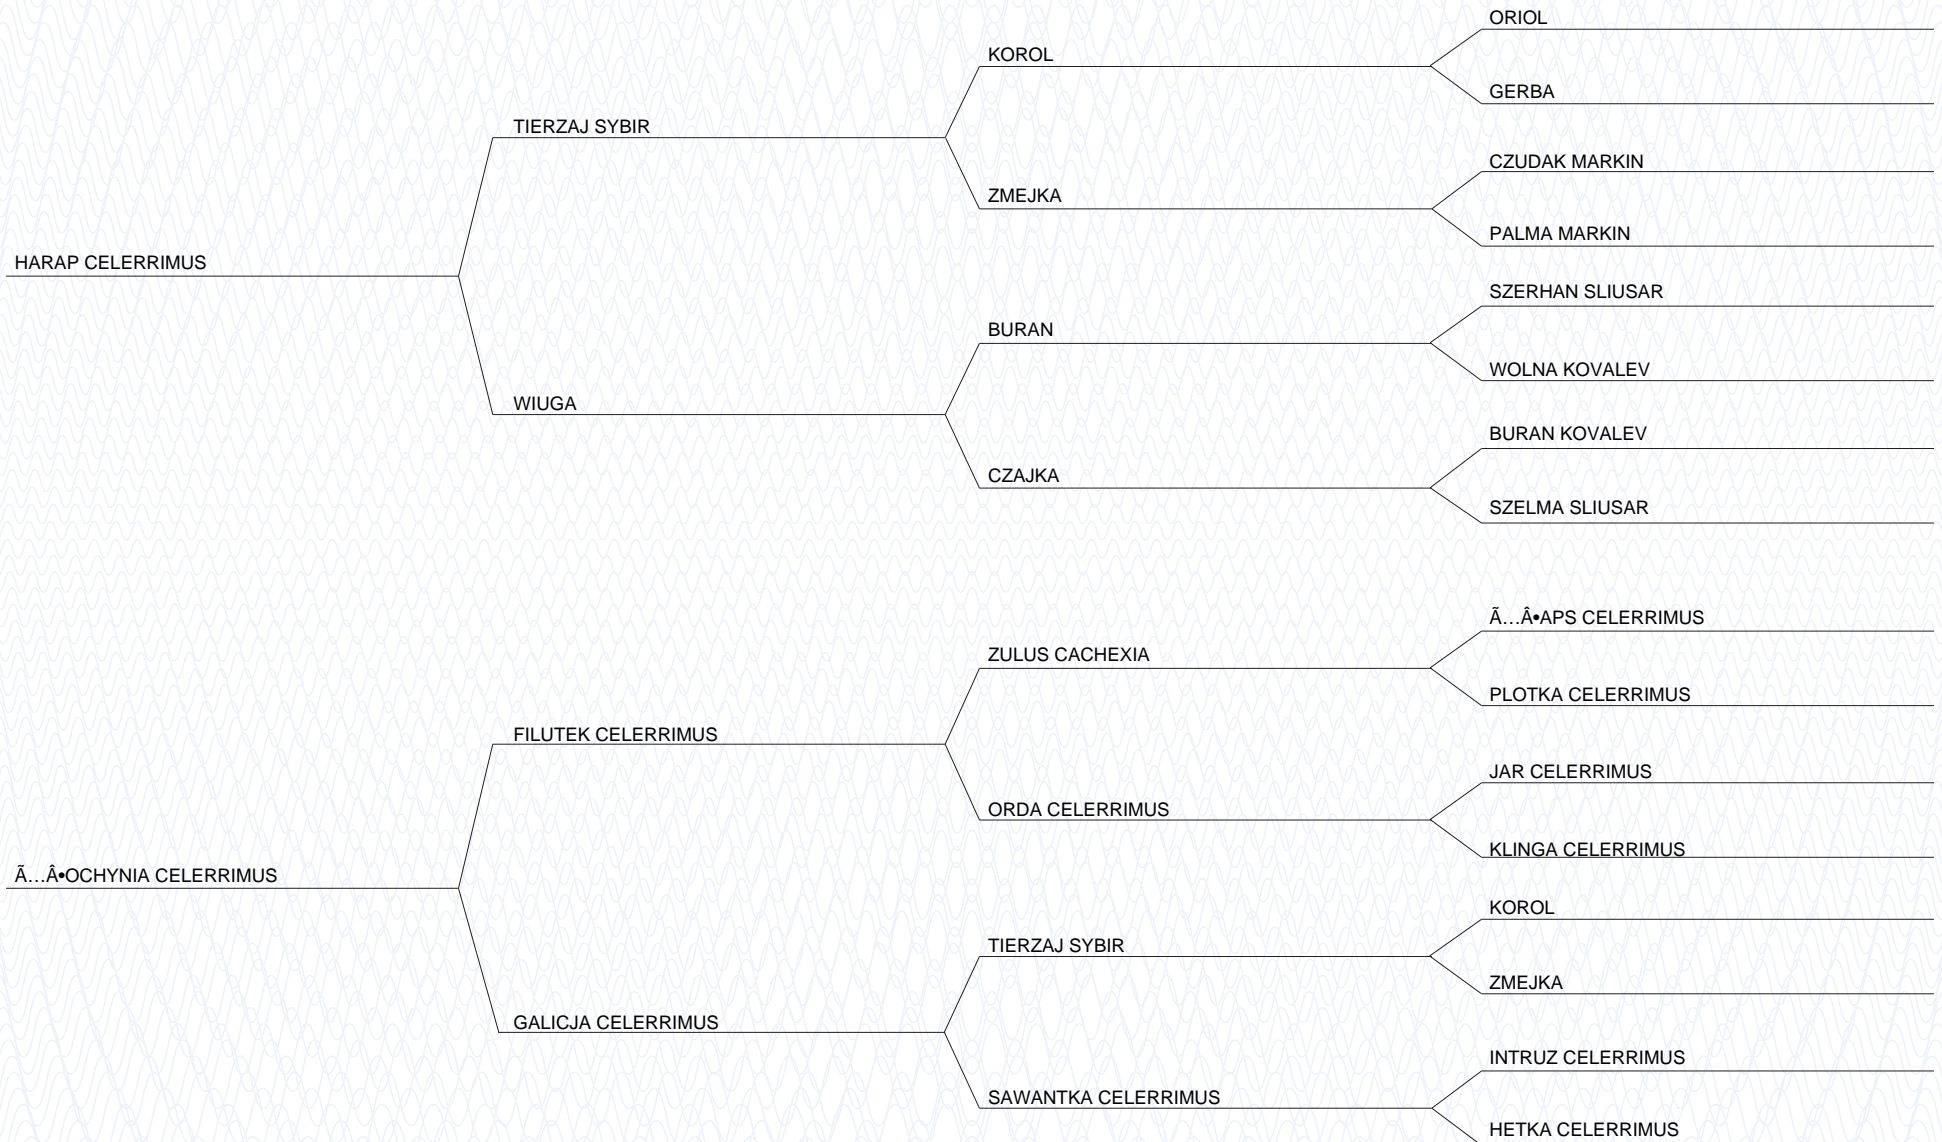 ORIOL
KOROL
GERBA
TIERZAJ SYBIR
CZUDAK MARKIN
ZMEJKA
PALMA MARKIN
HARAP CELERRIMUS
SZERHAN SLIUSAR
BURAN
WOLNA KOVALEV
WIUGA
BURAN KOVALEV
CZAJKA
SZELMA SLIUSAR
Ã…Â•APS CELERRIMUS
ZULUS CACHEXIA
PLOTKA CELERRIMUS
FILUTEK CELERRIMUS
JAR CELERRIMUS
ORDA CELERRIMUS
KLINGA CELERRIMUS
Ã…Â•OCHYNIA CELERRIMUS
KOROL
TIERZAJ SYBIR
ZMEJKA
GALICJA CELERRIMUS
INTRUZ CELERRIMUS
SAWANTKA CELERRIMUS
HETKA CELERRIMUS